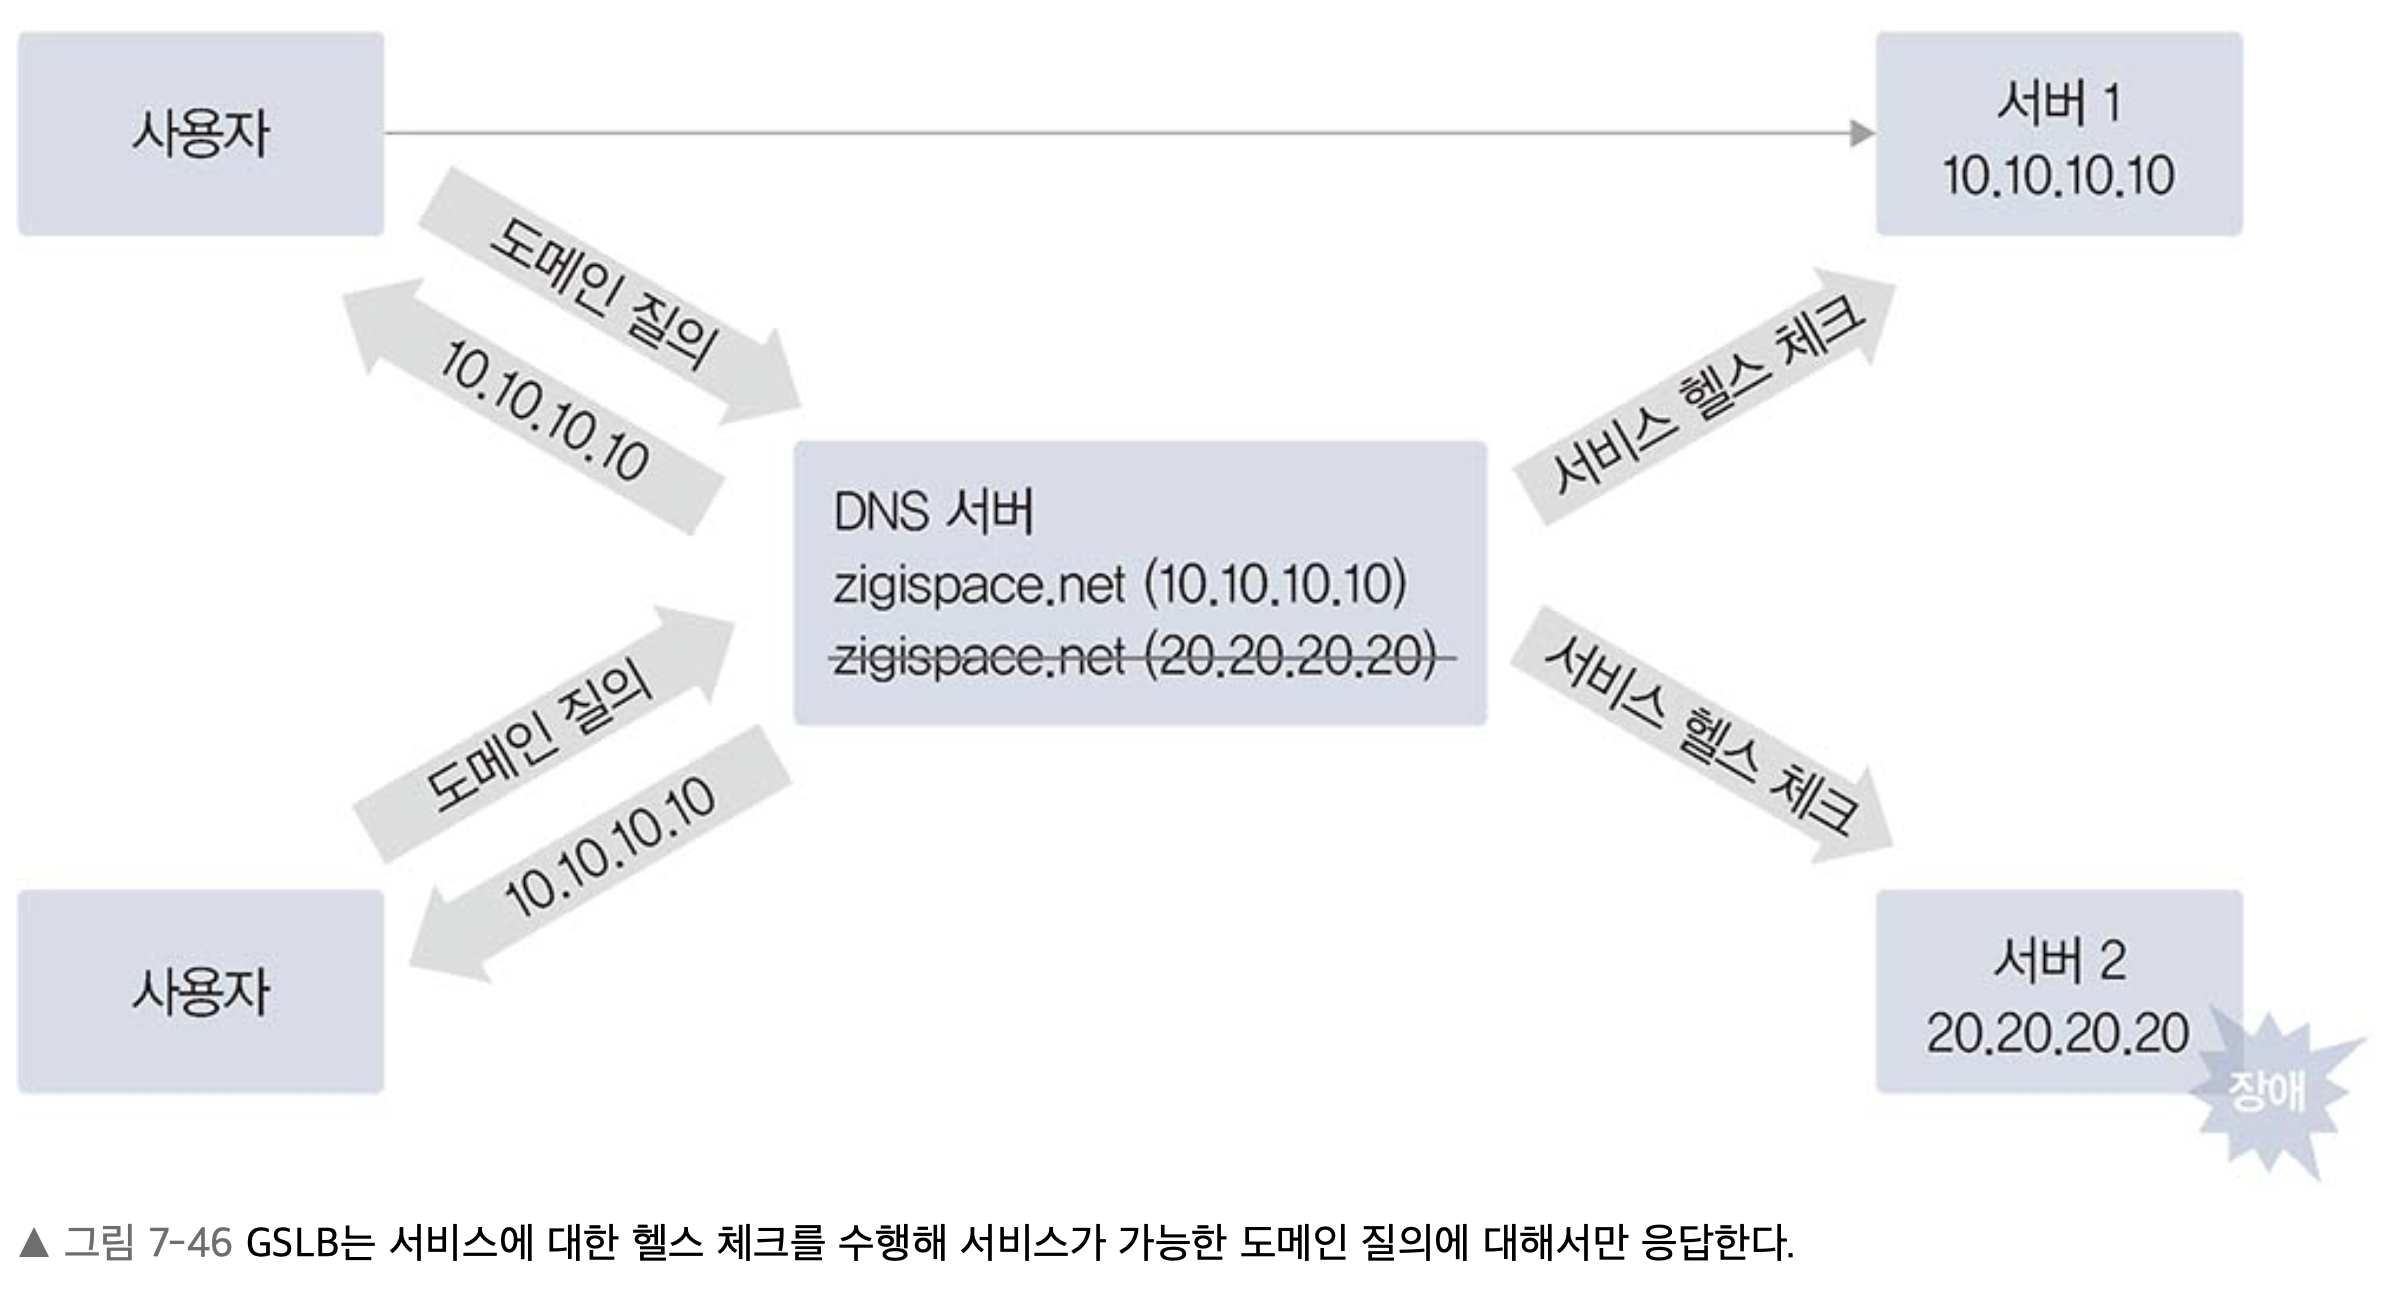 사용자
서버 1
10.10.10.10
도메인 질의
10.10.10.10
서비스 헬스 체크
DNS 서버
zigispace.net (10.10.10.10)
zigispace.net (20.20.20.20)
도메인 질의
10.10.10.10
서비스 헬스 체크
사용자
서버 2
20.20.20.20
장애
▲ 그림 7-46 GSLB는 서비스에 대한 헬스 체크를 수행해 서비스가 가능한 도메인 질의에 대해서만 응답한다.